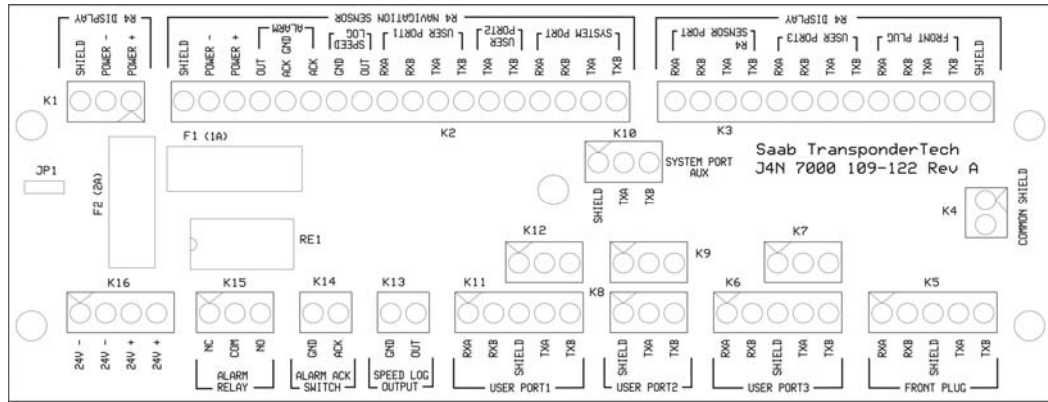 R4 DISPLAY
R4 NAVIGATION SENSOR
R4 DISPLAY
ALARM
SPEED LOG
USER PORT1
USER PORT2
SYSTEM PORT
R4 SENSOR PORT
USER PORT3
FRONT PLUG
SHIELD POWER - POWER +
SHIELD POWER - POWER + OUT ACK GND ACK GND OUT RXA RXB TXA TXB TXA TXB RXA RXB TXA TXB
RXA RXB TXA TXB RXA RXB TXA TXB RXA RXB TXA TXB SHIELD
K1
K2
K10
K3
F1 (1A)
Saab TransponderTech
J4N 7000 109-122 Rev A
SYSTEM PORT
AUX
SHIELD TXA TXB
JP1
F2 (2A)
K4
COMMON SHIELD
RE1
K12
K9
K7
K16
K15
K14
K13
K11
K8
K6
K5
24V - 24V - 24V + 24V +
NC COM NO
GND ACK
GND OUT
RXA RXB SHIELD TXA TXB
SHIELD TXA TXB
RXA RXB SHIELD TXA TXB
RXA RXB SHIELD TXA TXB
ALARM
RELAY
ALARM ACK
SWITCH
SPEED LOG
OUTPUT
USER PORT1
USER PORT2
USER PORT3
FRONT PLUG